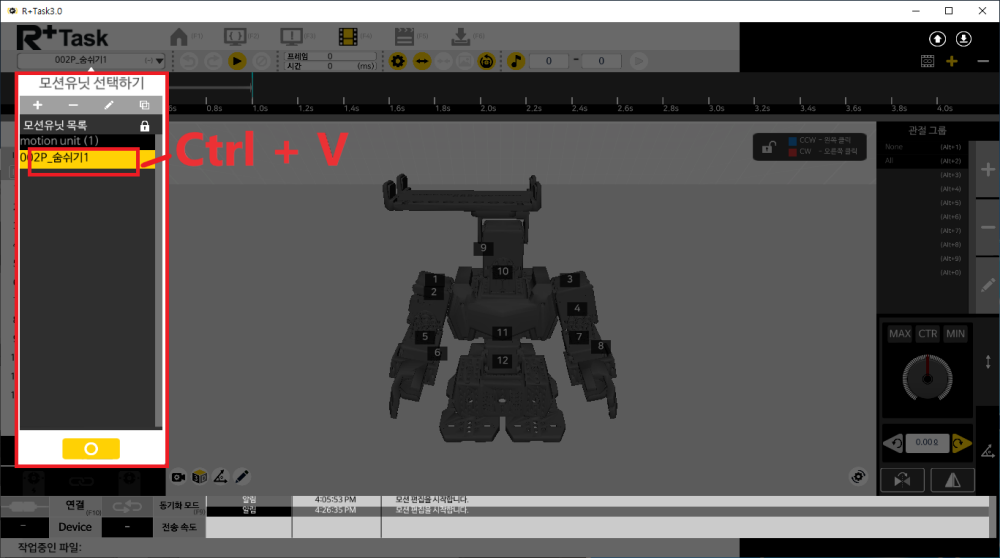 R+Task3.0
R+Task
(F1)
(F2)
(F3)
(F4)
(F5)
(F6)
002P_숨쉬기1
프레임 0
시간 0 (ms)
0 - 0
모션유닛 선택하기
모션유닛 목록
motion unit (1)
002P_숨쉬기1
Ctrl + V
0.8s 1.0s 1.2s 1.4s 1.6s 1.8s 2.0s 2.2s 2.4s 2.6s 2.8s 3.0s 3.2s 3.4s 3.6s 3.8s 4.0s
CCW - 왼쪽 클릭
CW - 오른쪽 클릭
관절 그룹
None (Alt+1)
All (Alt+2)
(Alt+3)
(Alt+4)
(Alt+5)
(Alt+6)
(Alt+7)
(Alt+8)
(Alt+9)
(Alt+0)
9
10
1
2
3
4
11
5
6
7
8
12
MAX CTR MIN
0.00º
연결 (F10)
동기화 모드 (F9)
Device
-
-
전송 속도
알림 4:05:53 PM 모션 편집을 시작합니다.
알림 4:26:35 PM 모션 편집을 시작합니다.
작업중인 파일: